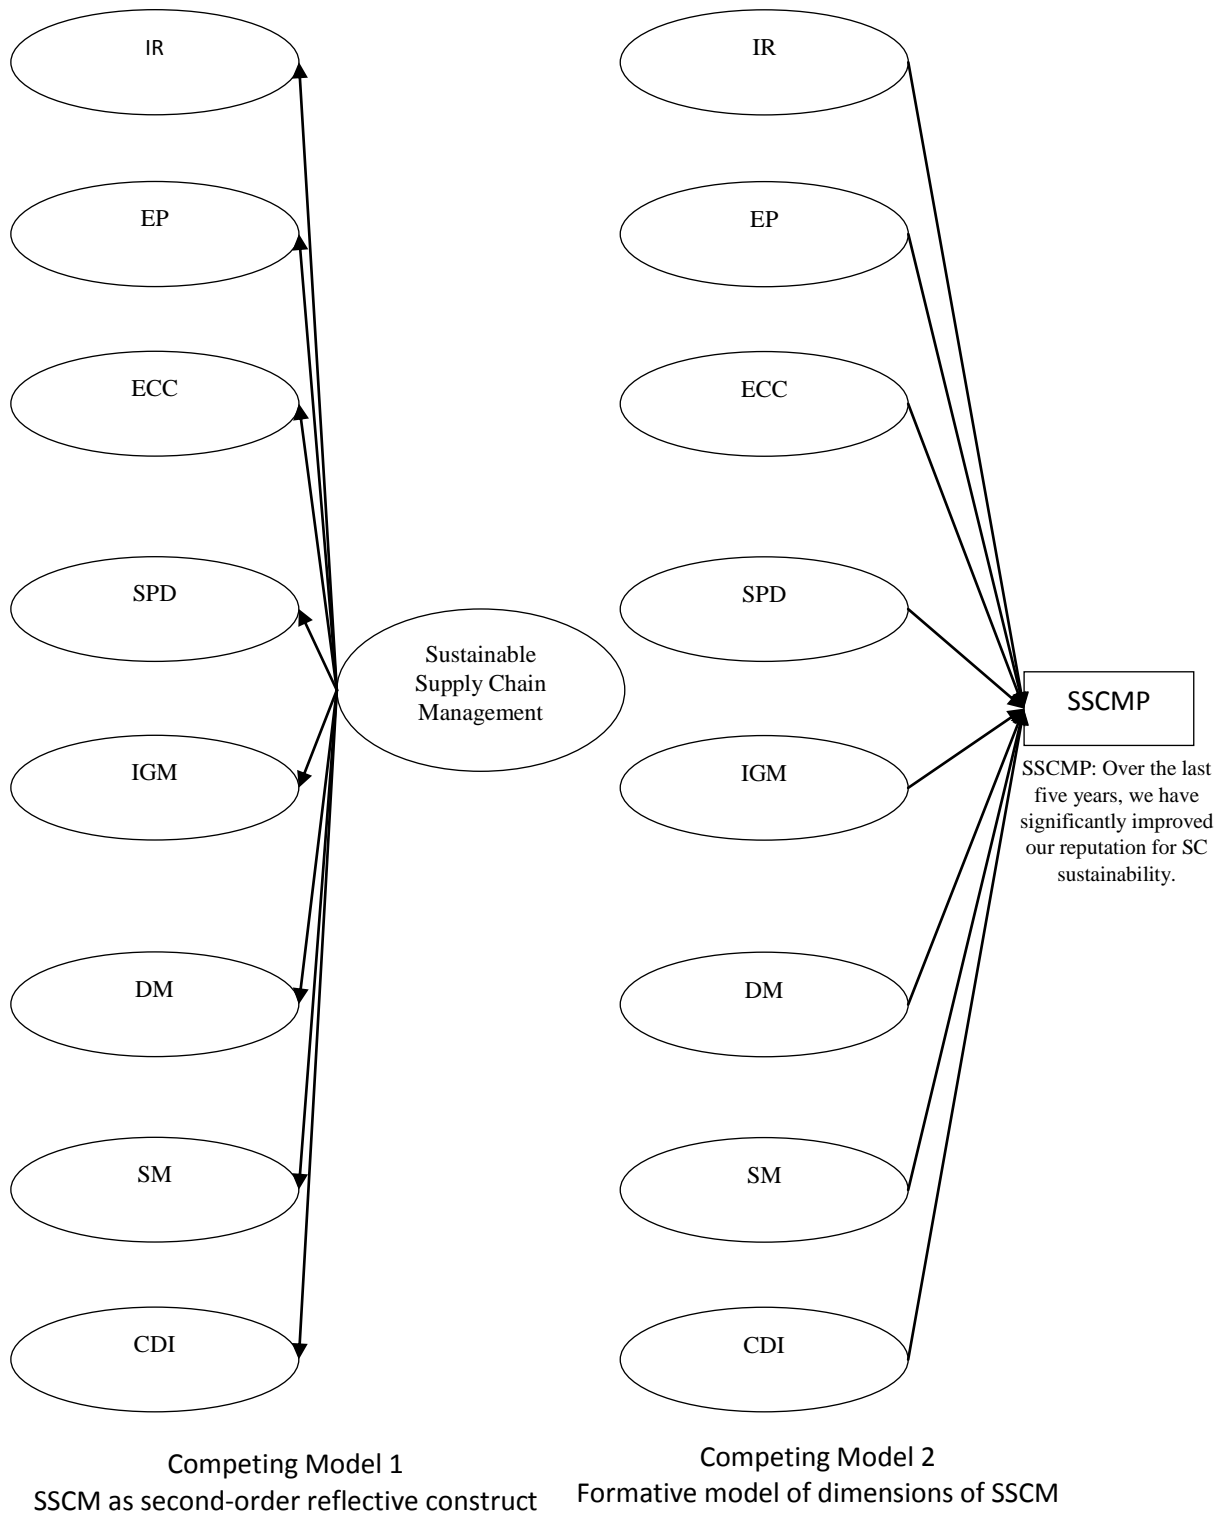 IR
EP
ECC
SPD
Sustainable
Supply Chain
Management
IGM
DM
SM
CDI
Competing Model 1
SSCM as second-order reflective construct
IR
EP
ECC
SPD
IGM
DM
SM
CDI
SSCMP
SSCMP: Over the last
five years, we have
significantly improved
our reputation for SC
sustainability.
Competing Model 2
Formative model of dimensions of SSCM